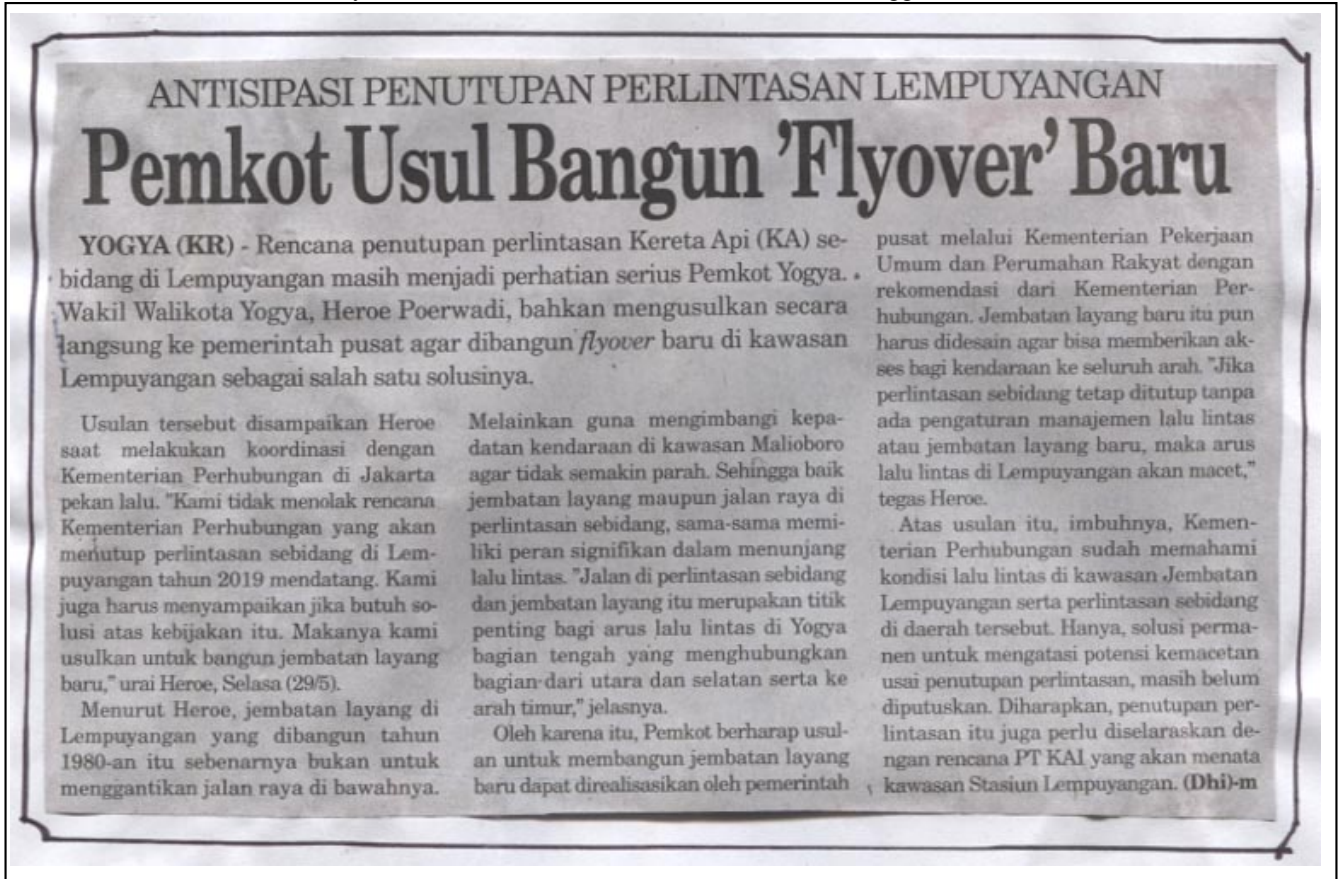 ANTISIPASI PENUTUPAN PERLINTASAN LEMPUYANGAN
Pemkot Usul Bangun 'Flyover' Baru
YOGYA (KR) - Rencana penutupan perlintasan Kereta Api (KA) se-
bidang di Lempuyangan masih menjadi perhatian serius Pemkot Yogya.
Wakil Walikota Yogya, Heroe Poerwadi, bahkan mengusulkan secara
langsung ke pemerintah pusat agar dibangun flyover baru di kawasan
Lempuyangan sebagai salah satu solusinya.
Usulan tersebut disampaikan Heroe
saat melakukan koordinasi dengan
Kementerian Perhubungan di Jakarta
pekan lalu. "Kami tidak menolak rencana
Kementerian Perhubungan yang akan
menutup perlintasan sebidang di Lem-
puyangan tahun 2019 mendatang. Kami
juga harus menyampaikan jika butuh so-
lusi atas kebijakan itu. Makanya kami
usulkan untuk bangun jembatan layang
baru," urai Heroe, Selasa (29/5).
Menurut Heroe, jembatan layang di
Lempuyangan yang dibangun tahun
1980-an itu sebenarnya bukan untuk
menggantikan jalan raya di bawahnya.
Melainkan guna mengimbangi kepa-
datan kendaraan di kawasan Malioboro
agar tidak semakin parah. Sehingga baik
jembatan layang maupun jalan raya di
perlintasan sebidang, sama-sama memi-
liki peran signifikan dalam menunjang
lalu lintas. "Jalan di perlintasan sebidang
dan jembatan layang itu merupakan titik
penting bagi arus lalu lintas di Yogya
bagian tengah yang menghubungkan
bagian dari utara dan selatan serta ke
arah timur," jelasnya.
Oleh karena itu, Pemkot berharap usul-
an untuk membangun jembatan layang
baru dapat direalisasikan oleh pemerintah
pusat melalui Kementerian Pekerjaan
Umum dan Perumahan Rakyat dengan
rekomendasi dari Kementerian Per-
hubungan. Jembatan layang baru itu pun
harus didesain agar bisa memberikan ak-
ses bagi kendaraan ke seluruh arah. "Jika
perlintasan sebidang tetap ditutup tanpa
ada pengaturan manajemen lalu lintas
atau jembatan layang baru, maka arus
lalu lintas di Lempuyangan akan macet,"
tegas Heroe.
Atas usulan itu, imbuhnya, Kemen-
terian Perhubungan sudah memahami
kondisi lalu lintas di kawasan Jembatan
Lempuyangan serta perlintasan sebidang
di daerah tersebut. Hanya, solusi perma-
nen untuk mengatasi potensi kemacetan
usai penutupan perlintasan, masih belum
diputuskan. Diharapkan, penutupan per-
lintasan itu juga perlu diselaraskan de-
ngan rencana PT KAI yang akan menata
kawasan Stasiun Lempuyangan. (Dhi)-m